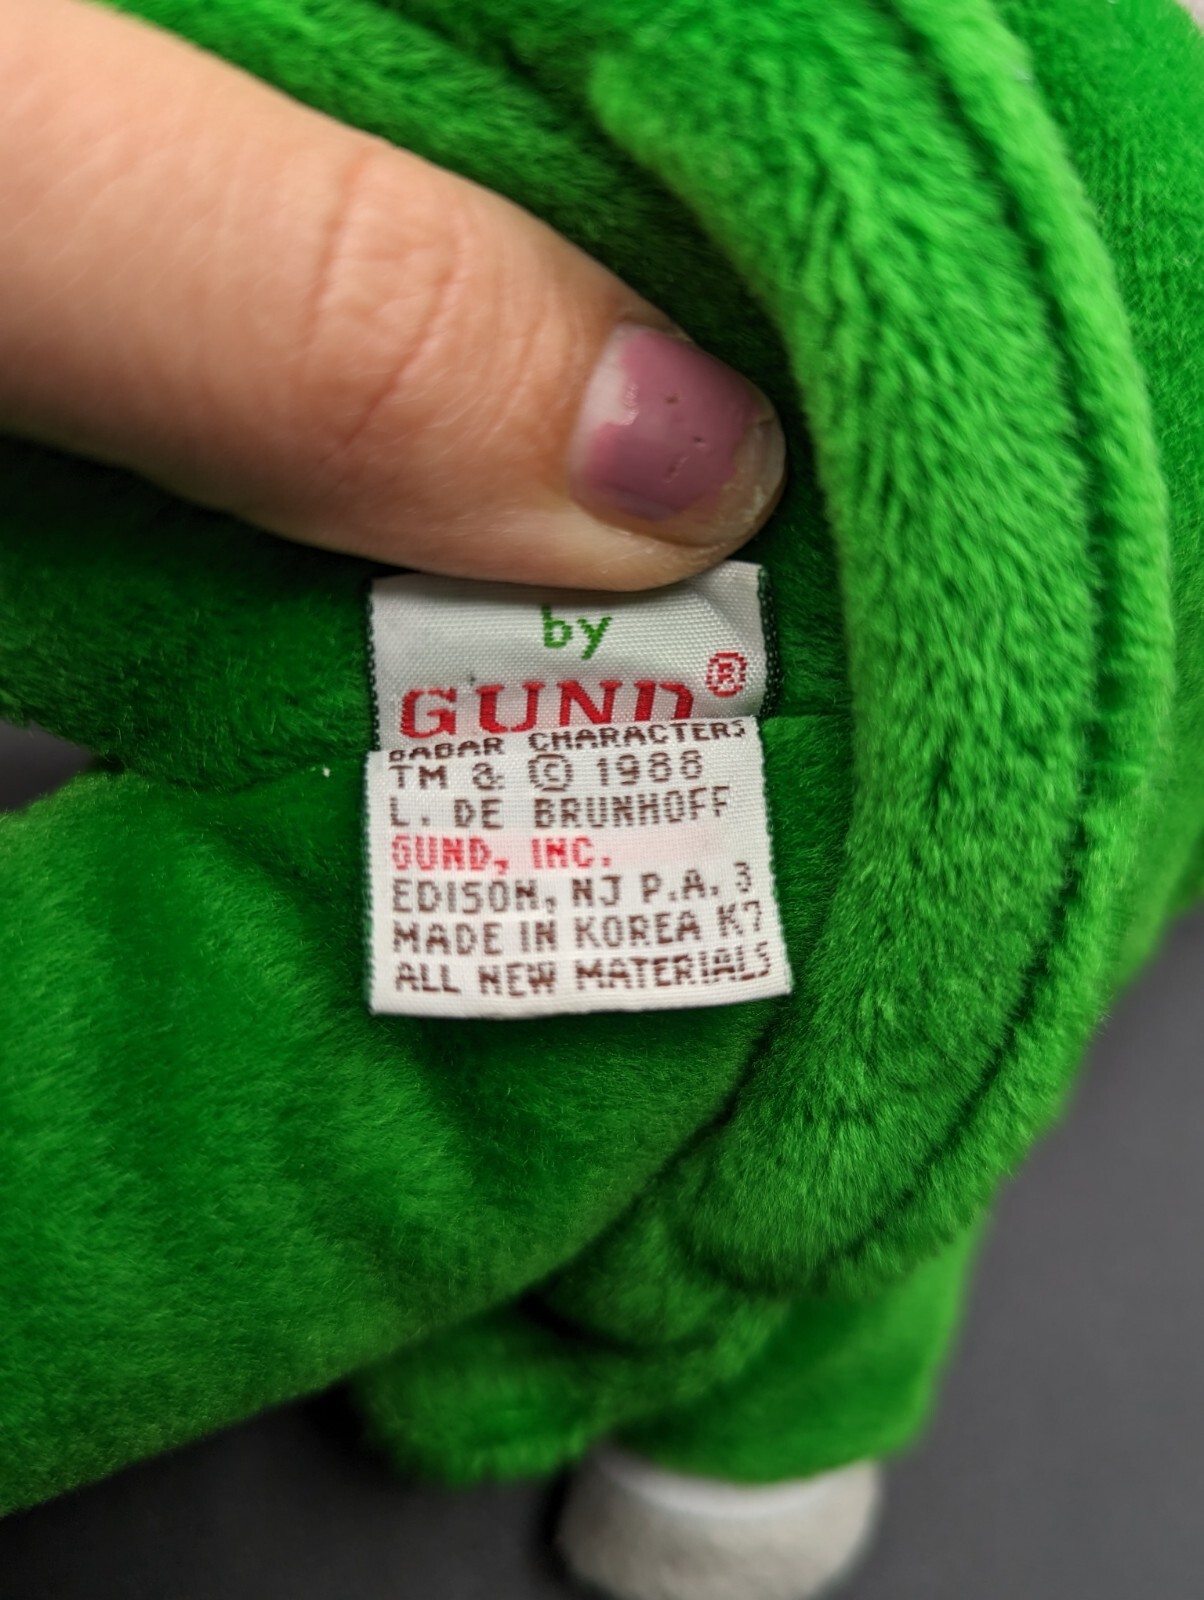 by
GUND®
BABAR CHARACTERS
TM & © 1988
L. DE BRUNHOFF
GUND, INC.
EDISON, NJ P.A. 3
MADE IN KOREA K7
ALL NEW MATERIALS